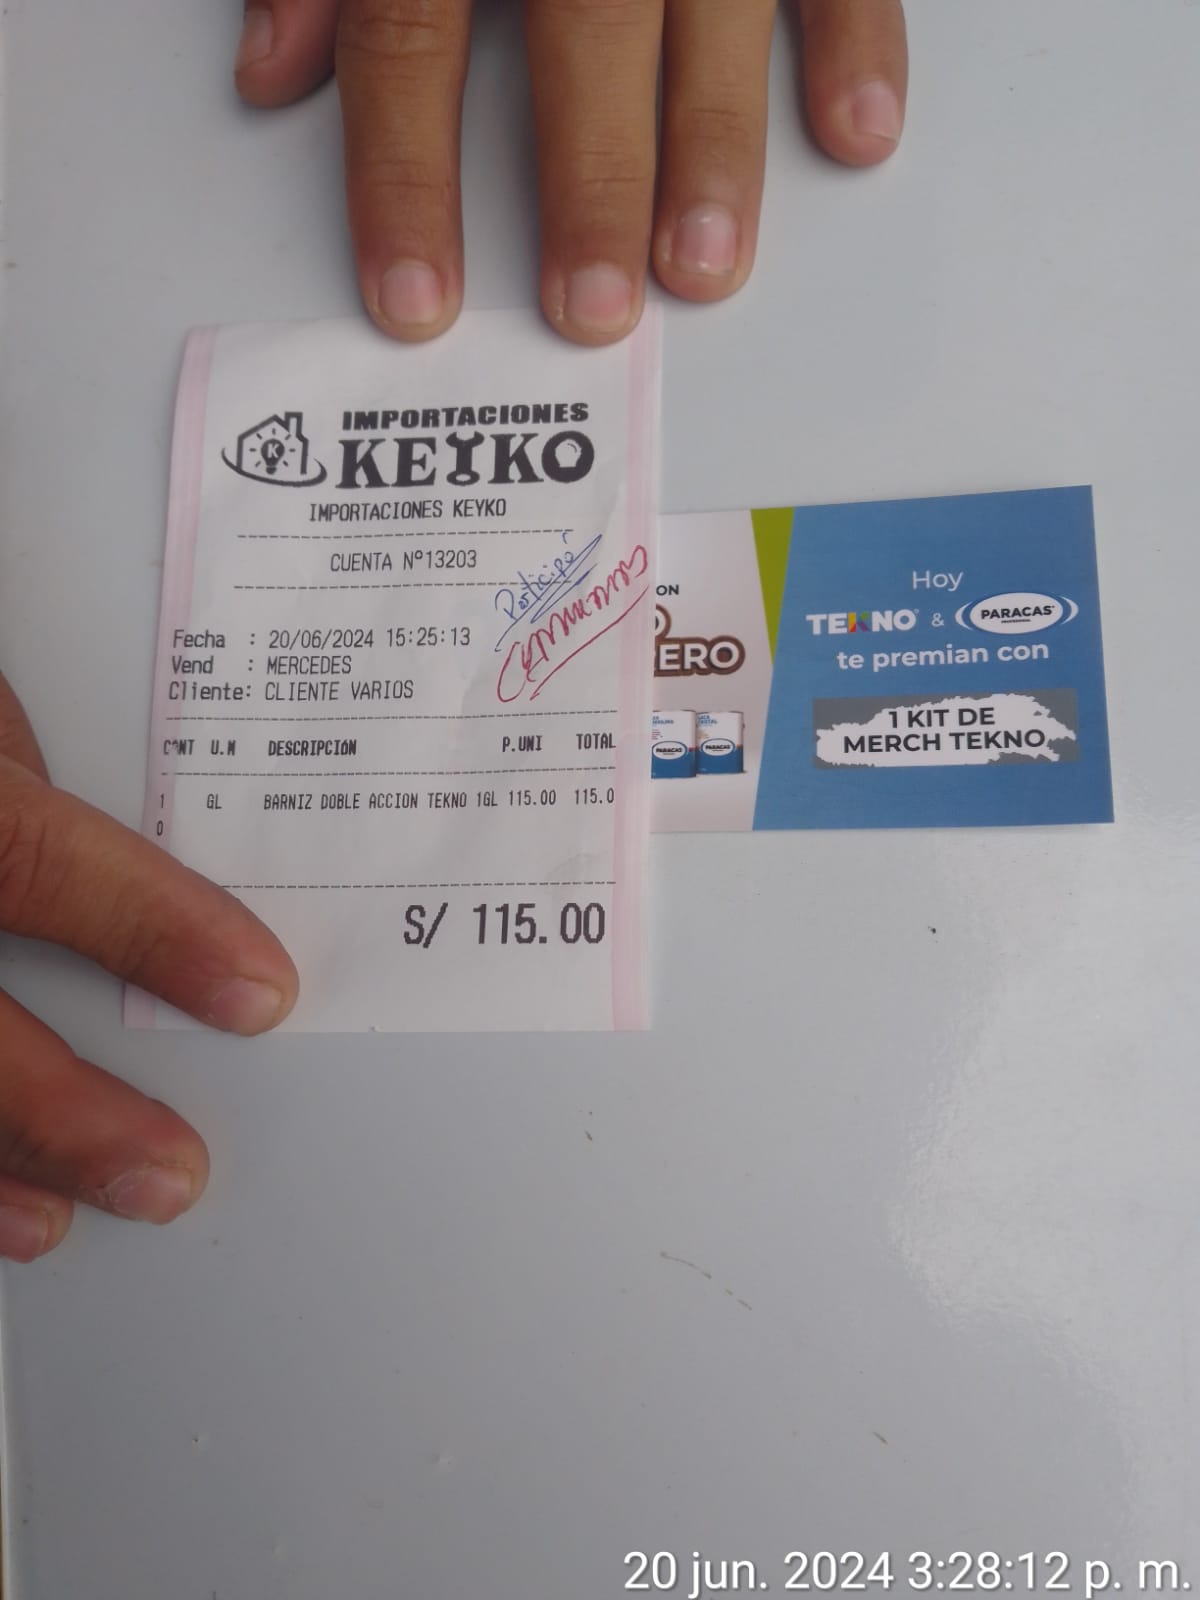 IMPORTACIONES
KEYKO
IMPORTACIONES KEYKO
CUENTA Nº13203
Participó
Fecha : 20/06/2024 15:25:13
Vend : MERCEDES
Cliente: CLIENTE VARIOS
CANT U.M DESCRIPCIÓN P.UNI TOTAL
1 GL BARNIZ DOBLE ACCION TEKNO 1GL 115.00 115.0
0
S/ 115.00
ON
O
ERO
PARACAS
PARACAS
Hoy
TEKNO & PARACAS
te premian con
1 KIT DE
MERCH TEKNO
20 jun. 2024 3:28:12 p. m.